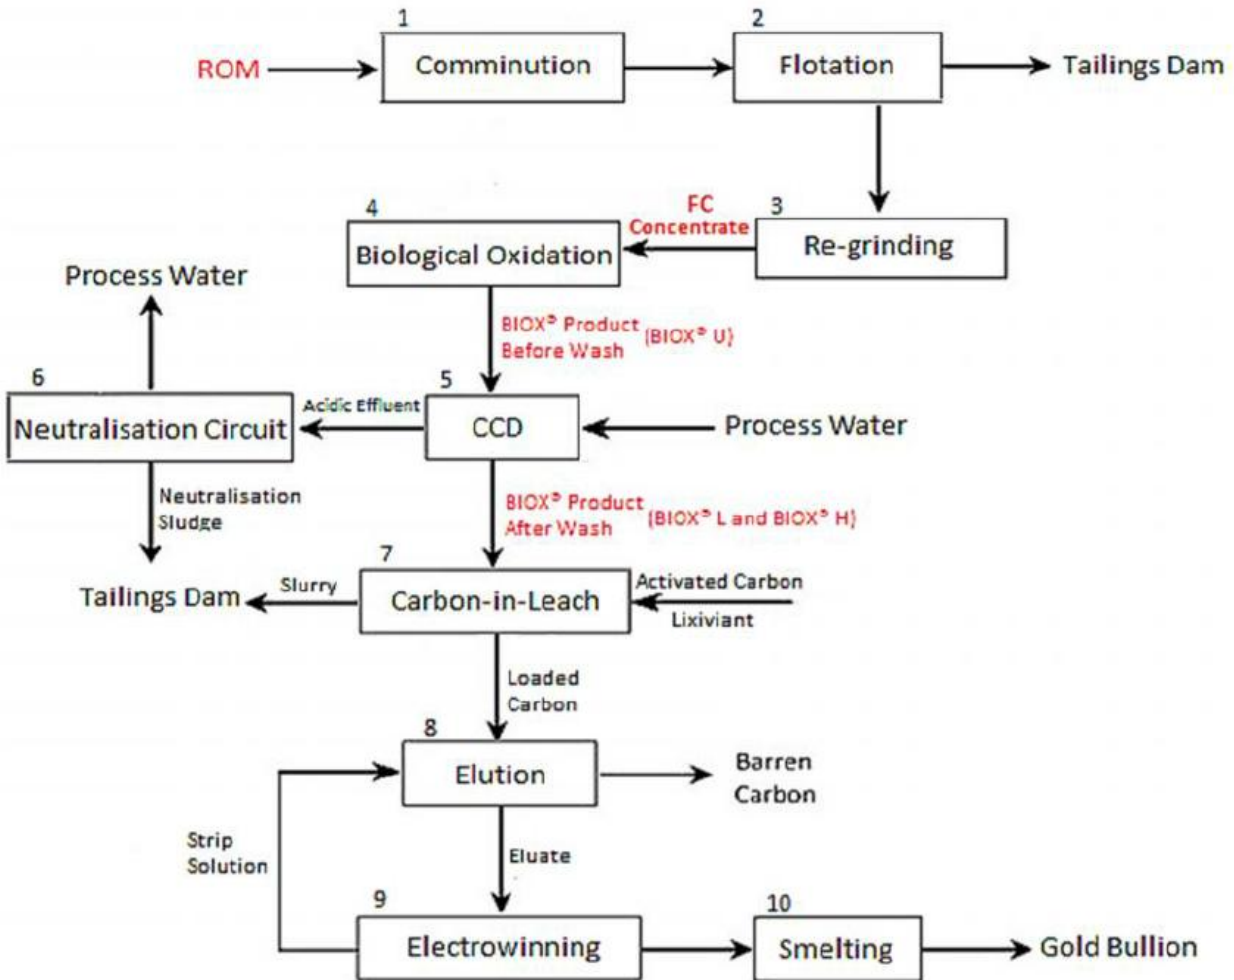 1
2
ROM
Comminution
Flotation
Tailings Dam
4
FC
Concentrate
3
Biological Oxidation
Re-grinding
Process Water
BIOX® Product
Before Wash
(BIOX® U)
6
5
Neutralisation Circuit
Acidic Effluent
CCD
Process Water
Neutralisation
Sludge
BIOX® Product
After Wash
(BIOX® L and BIOX® H)
7
Tailings Dam
Slurry
Carbon-in-Leach
Activated Carbon
Lixiviant
Loaded
Carbon
8
Elution
Barren
Carbon
Strip
Solution
Eluate
9
10
Electrowinning
Smelting
Gold Bullion